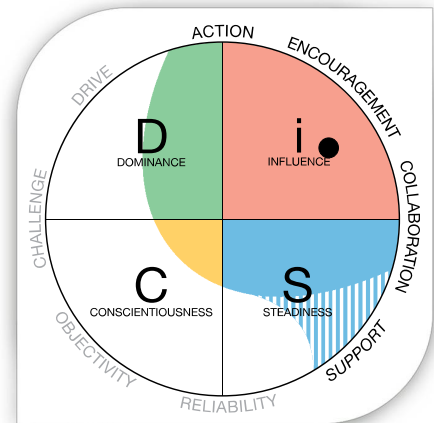 ACTION
ENCOURAGEMENT
DRIVE
D
DOMINANCE
i
INFLUENCE
CHALLENGE
COLLABORATION
C
CONSCIENTIOUSNESS
S
STEADINESS
OBJECTIVITY
SUPPORT
RELIABILITY